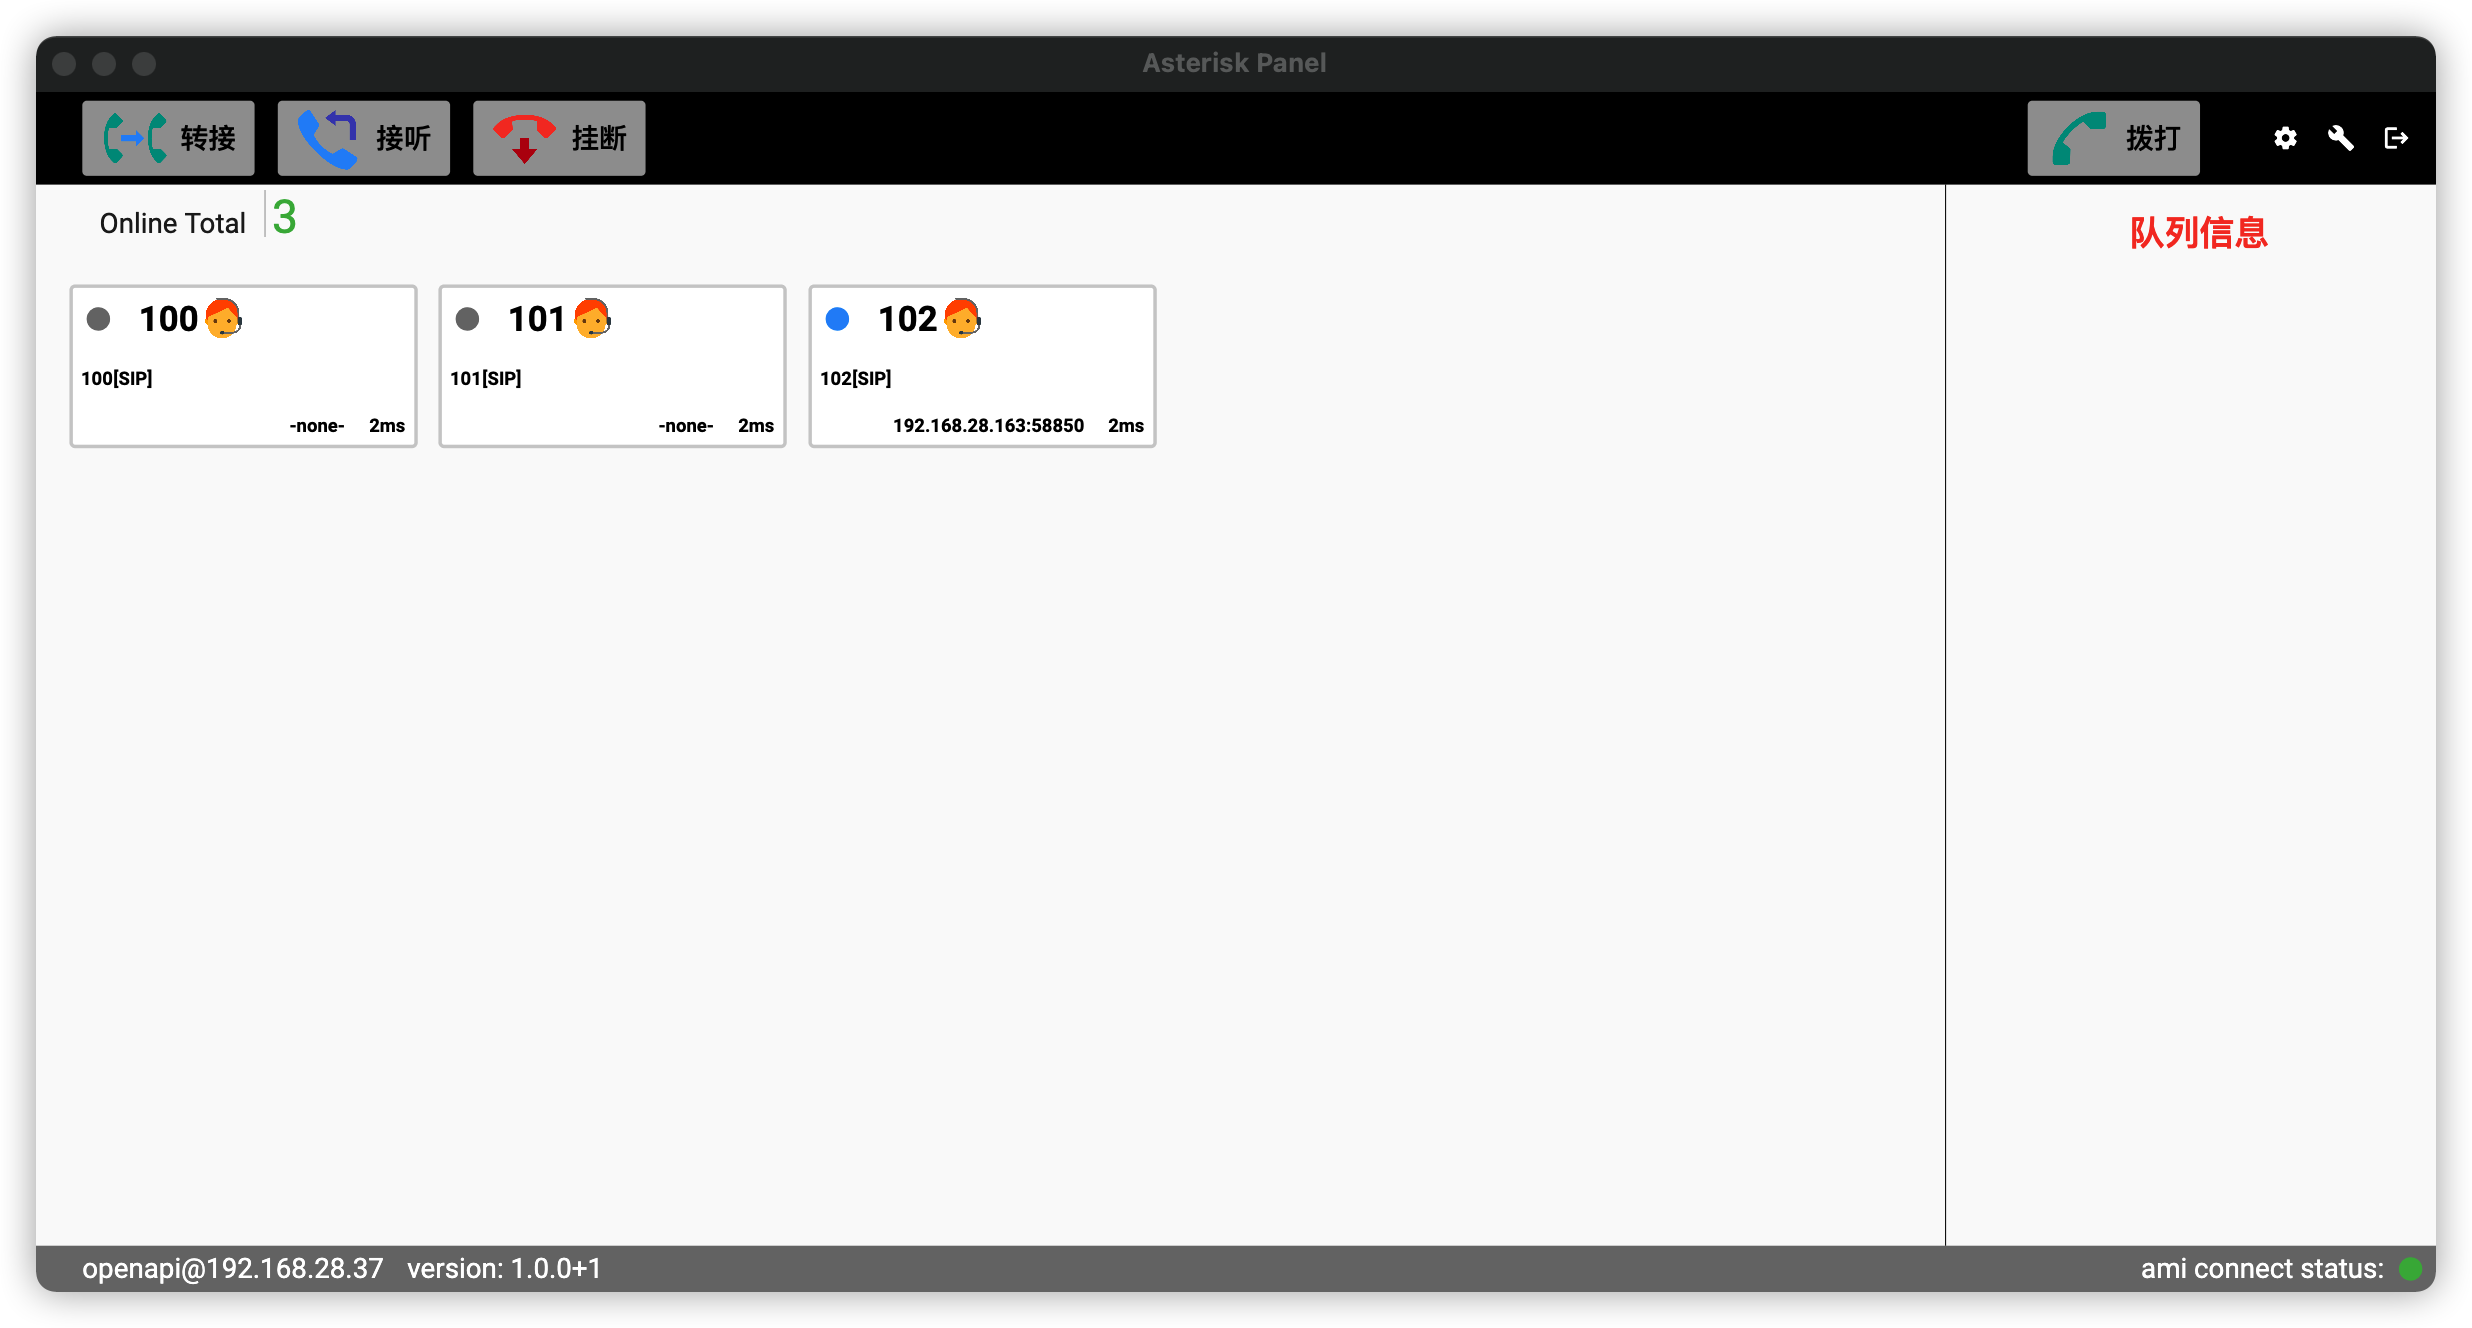 Asterisk Panel
转接 接听 挂断 拨打
Online Total 3
队列信息
100 101 102
100[SIP] 101[SIP] 102[SIP]
-none- 2ms -none- 2ms 192.168.28.163:58850 2ms
openapi@192.168.28.37 version: 1.0.0+1 ami connect status: